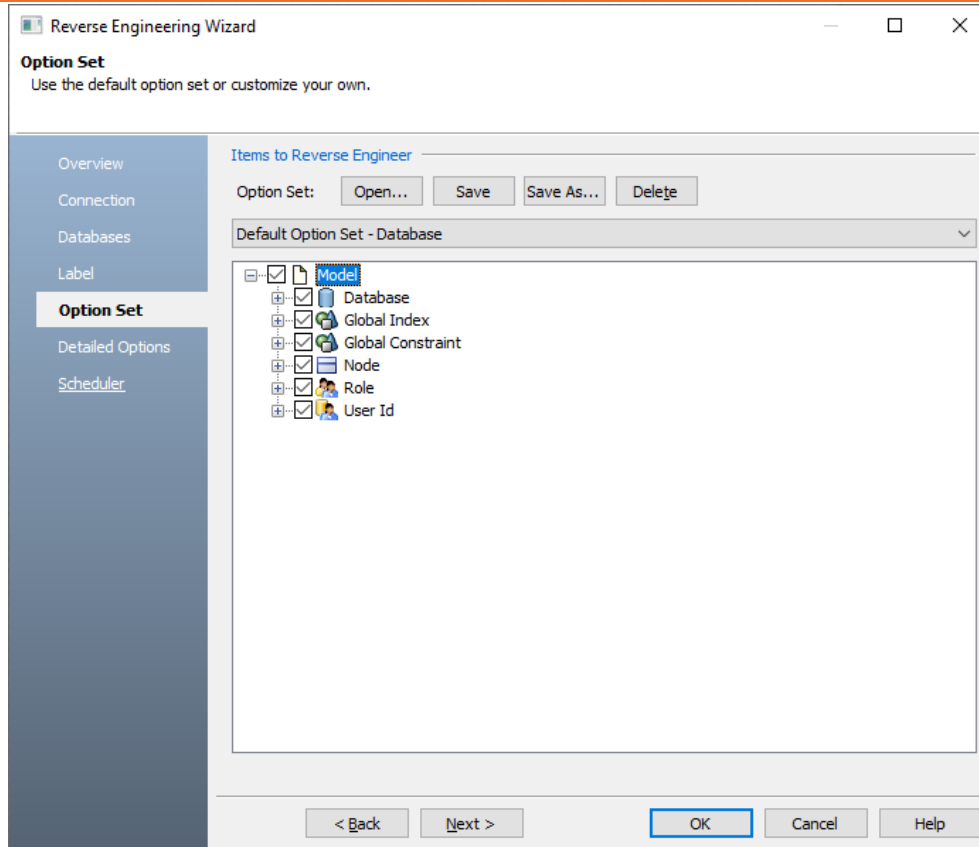 Reverse Engineering Wizard
Option Set
Use the default option set or customize your own.
Overview
Connection
Databases
Label
Option Set
Detailed Options
Scheduler
Items to Reverse Engineer
Option Set: Open... Save Save As... Delete
Default Option Set - Database
Model
Database
Global Index
Global Constraint
Node
Role
User Id
< Back Next > OK Cancel Help